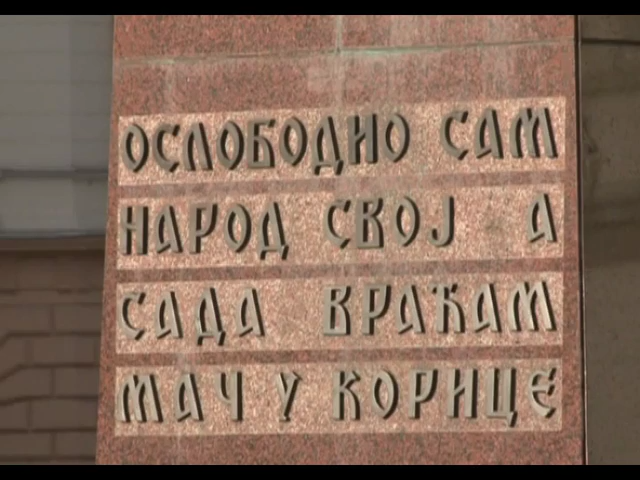 ОСЛОБОДИО САМ
НАРОД СВОЈ А
САДА ВРАЋАМ
МАЧ У КОРИЦЕ